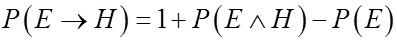 P(E → H) = 1 + P(E ∧ H) − P(E)